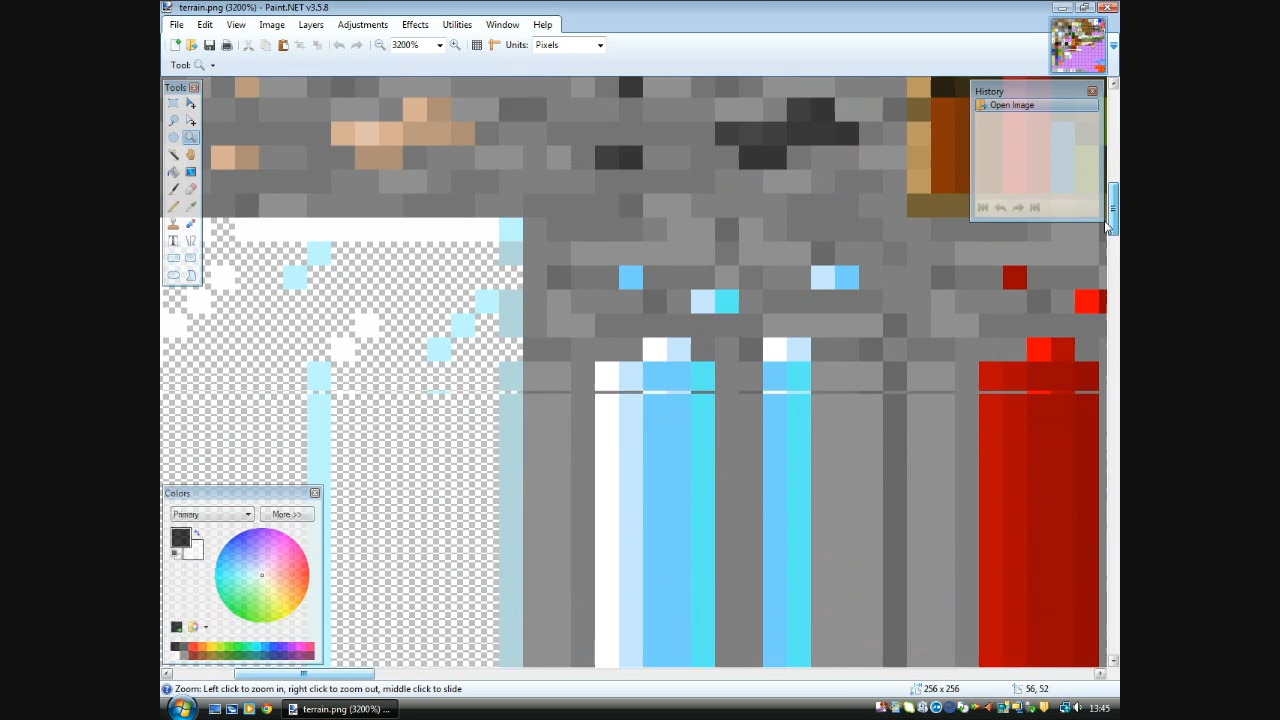 terrain.png (3200%) - Paint.NET v3.5.8
File Edit View Image Layers Adjustments Effects Utilities Window Help
3200% Units: Pixels
Tool:
Tools
History
Open Image
Colors
Primary More >>
Zoom: Left click to zoom in, right click to zoom out, middle click to slide
256 x 256
56, 52
terrain.png (3200%) ...
13:45